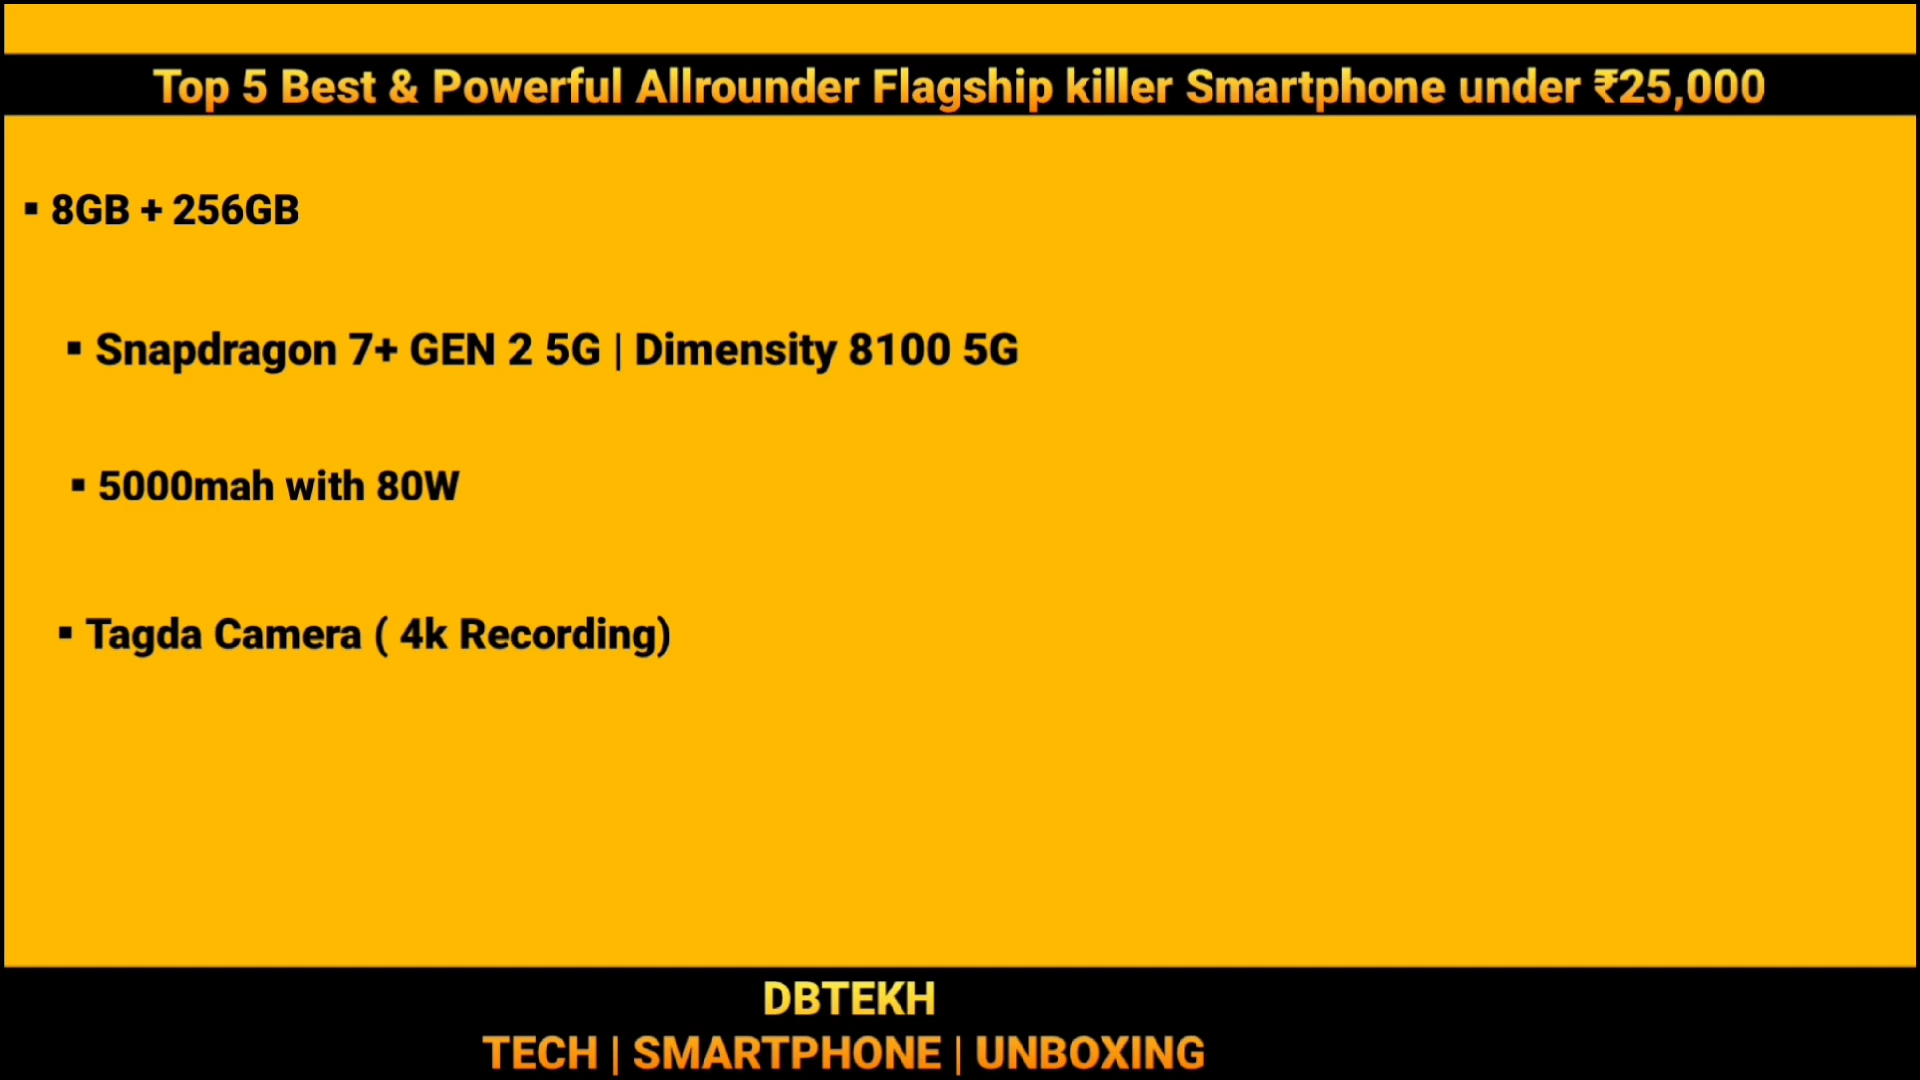 Top 5 Best & Powerful Allrounder Flagship killer Smartphone under ₹25,000
▪ 8GB + 256GB
▪ Snapdragon 7+ GEN 2 5G | Dimensity 8100 5G
▪ 5000mah with 80W
▪ Tagda Camera ( 4k Recording)
DBTEKH
TECH | SMARTPHONE | UNBOXING